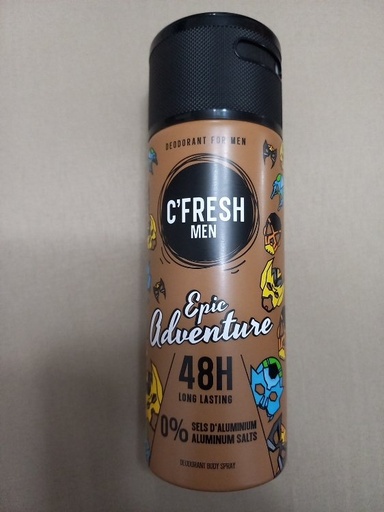 DEODORANT FOR MEN
C'FRESH
MEN
Epic
Adventure
48H
LONG LASTING
0% SELS D'ALUMINIUM
ALUMINUM SALTS
DEODORANT BODY SPRAY